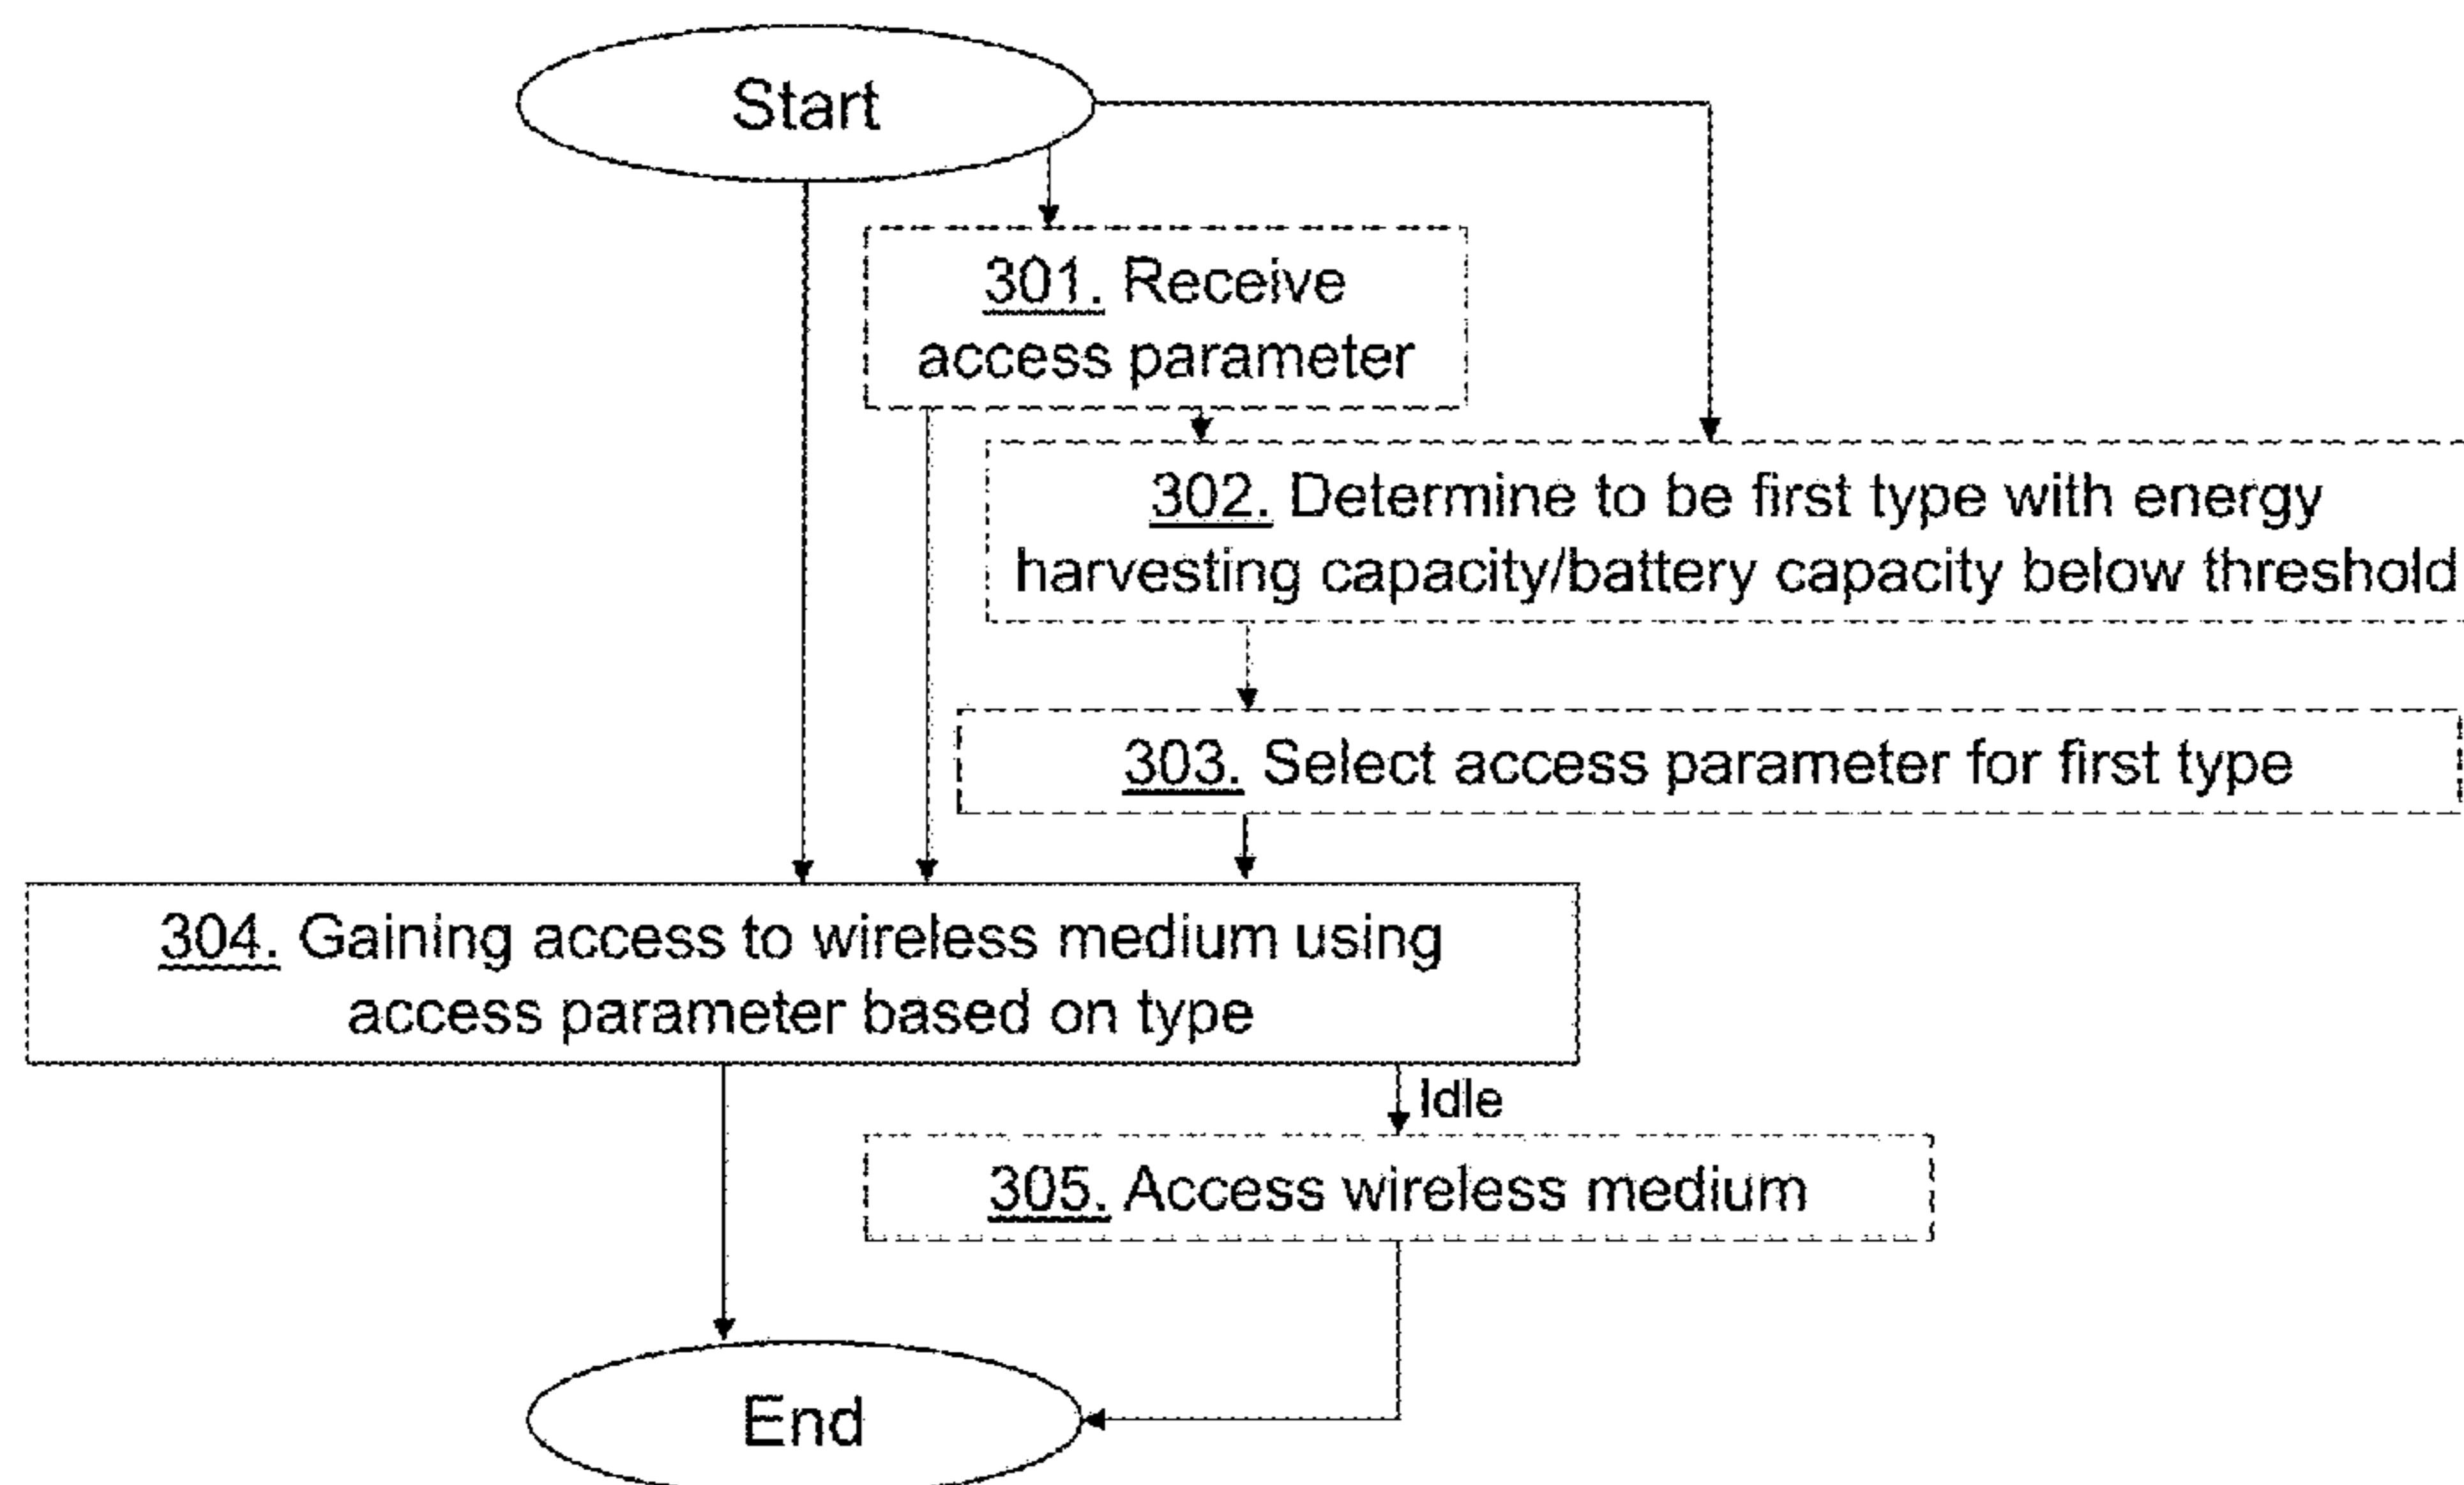 Start
301. Receive
access parameter
302. Determine to be first type with energy
harvesting capacity/battery capacity below threshold
303. Select access parameter for first type
304. Gaining access to wireless medium using
access parameter based on type
Idle
305. Access wireless medium
End